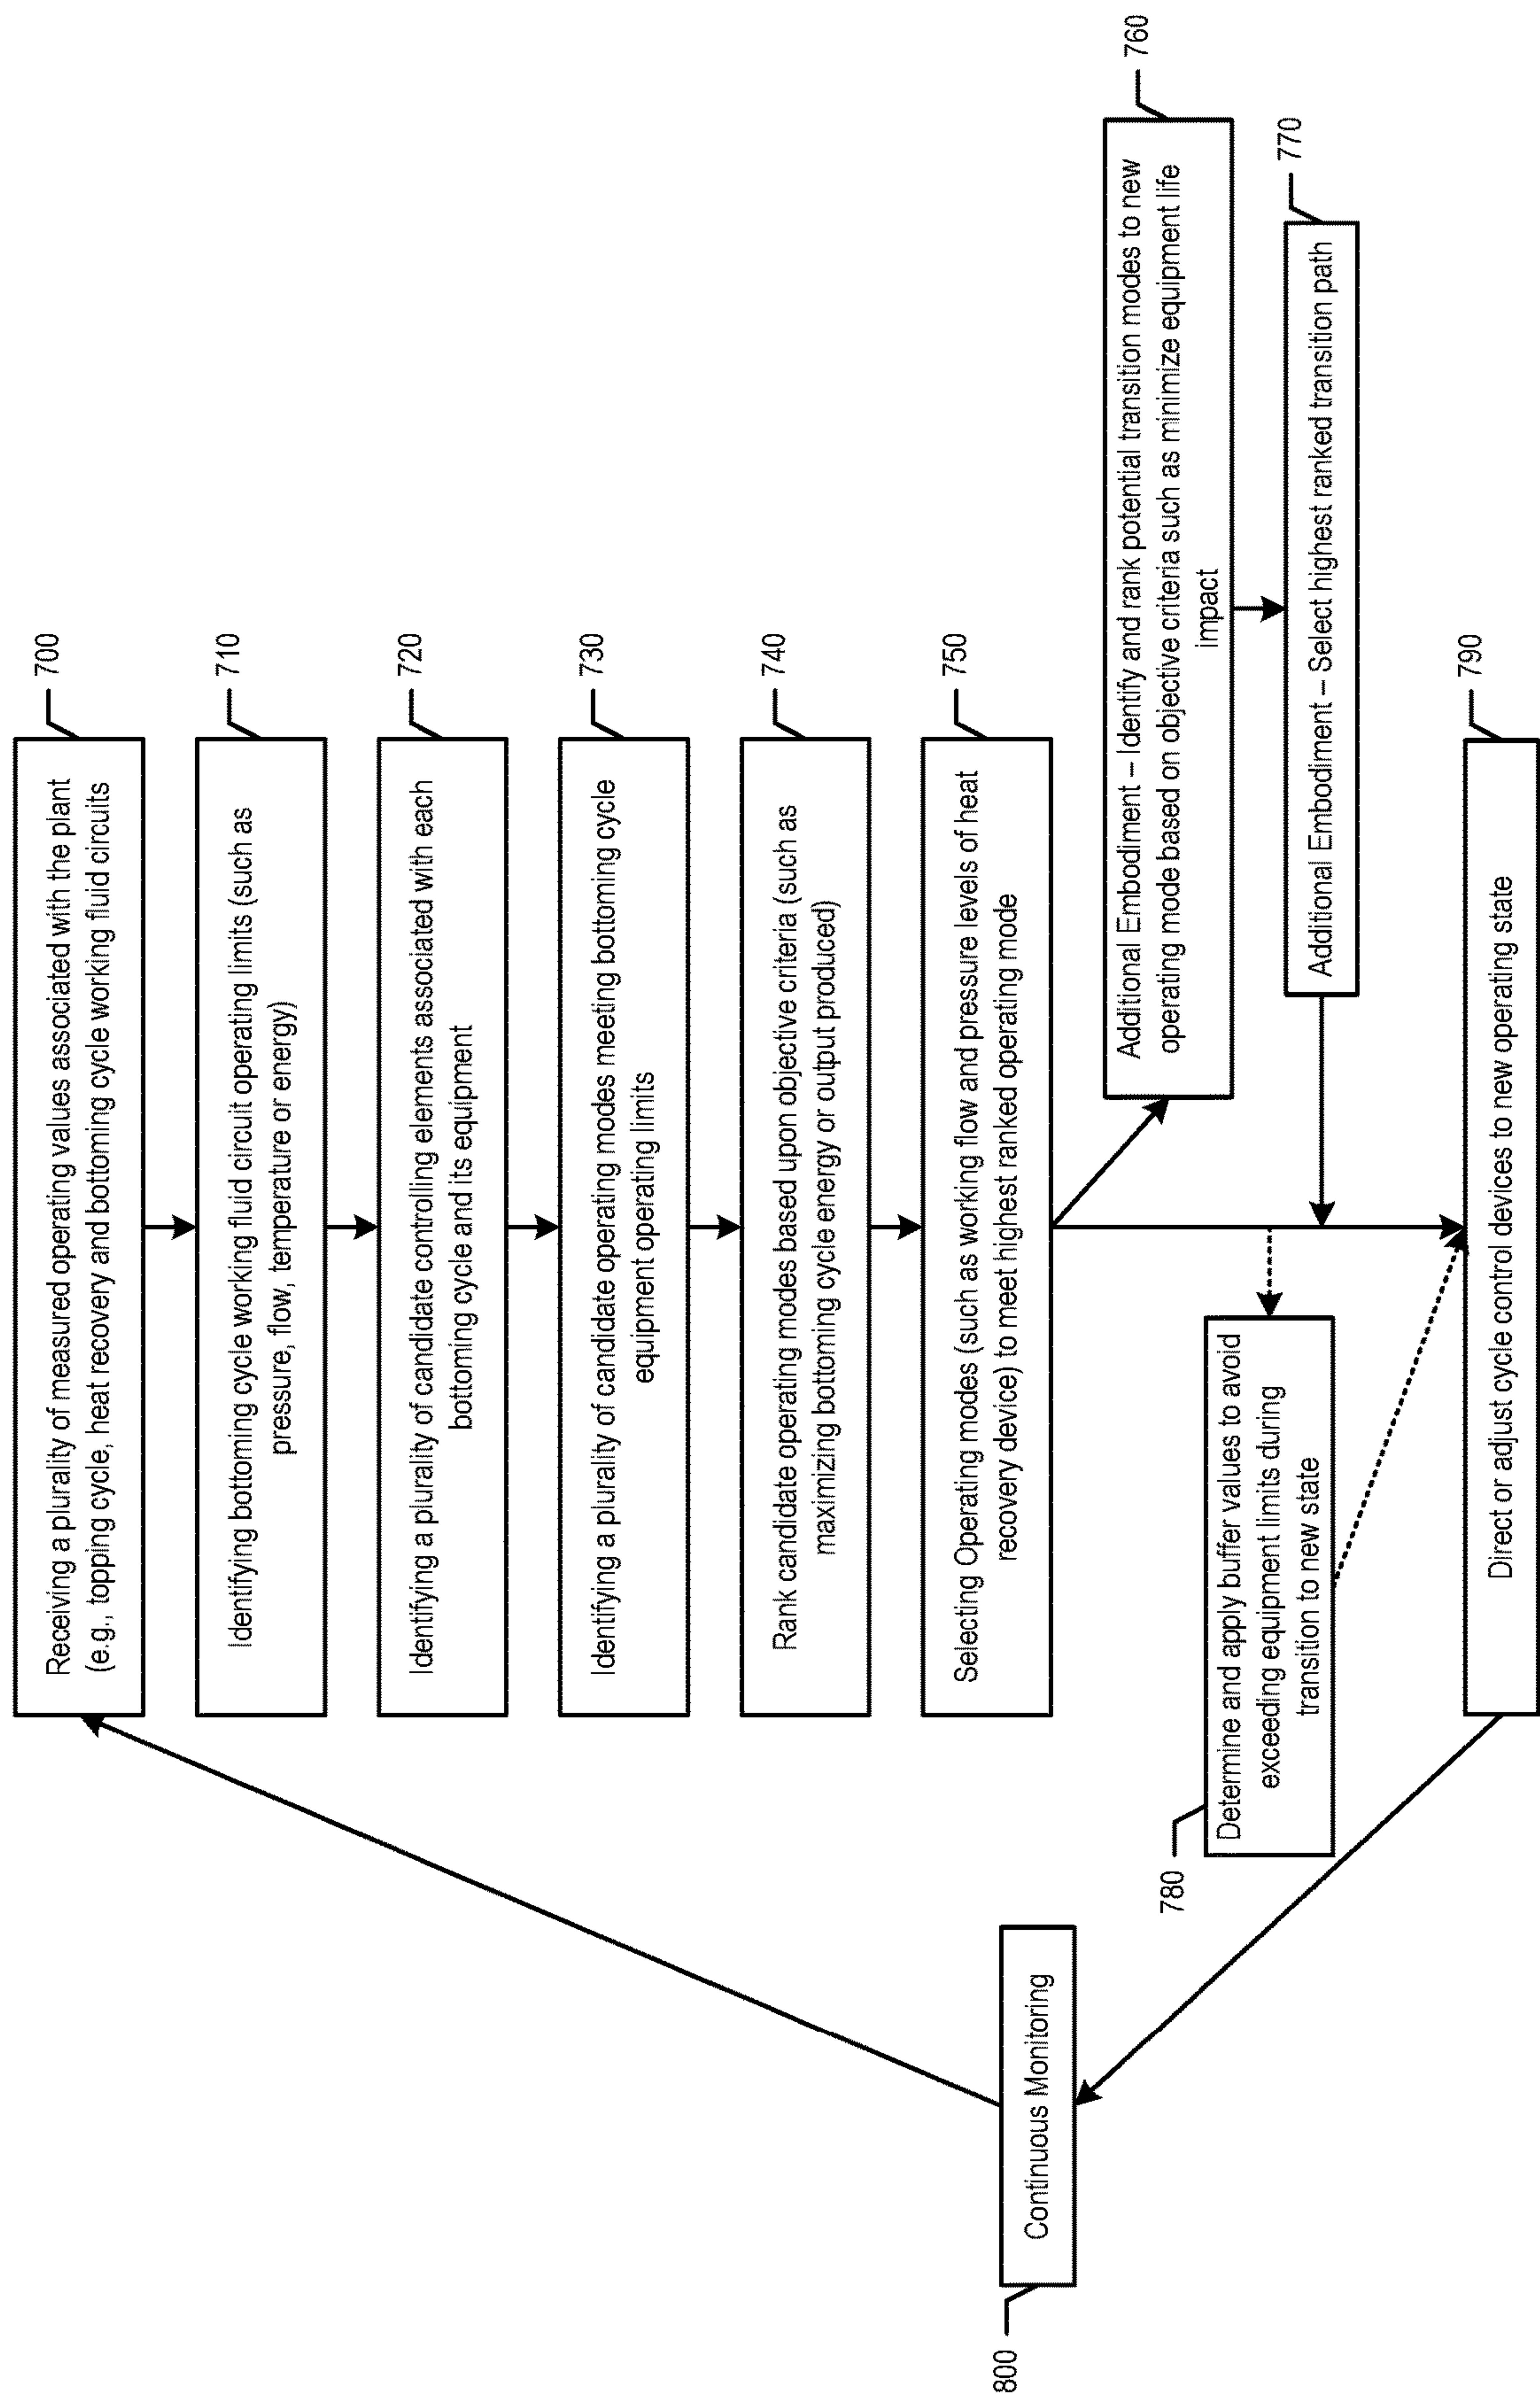 Receiving a plurality of measured operating values associated with the plant
(e.g., topping cycle, heat recovery and bottoming cycle working fluid circuits
700
Identifying bottoming cycle working fluid circuit operating limits (such as
pressure, flow, temperature or energy)
710
Identifying a plurality of candidate controlling elements associated with each
bottoming cycle and its equipment
720
Identifying a plurality of candidate operating modes meeting bottoming cycle
equipment operating limits
730
Rank candidate operating modes based upon objective criteria (such as
maximizing bottoming cycle energy or output produced)
740
Selecting Operating modes (such as working flow and pressure levels of heat
recovery device) to meet highest ranked operating mode
750
Additional Embodiment – Identify and rank potential transition modes to new
operating mode based on objective criteria such as minimize equipment life
impact
760
Additional Embodiment – Select highest ranked transition path
770
780
Determine and apply buffer values to avoid
exceeding equipment limits during
transition to new state
Direct or adjust cycle control devices to new operating state
790
800
Continuous Monitoring